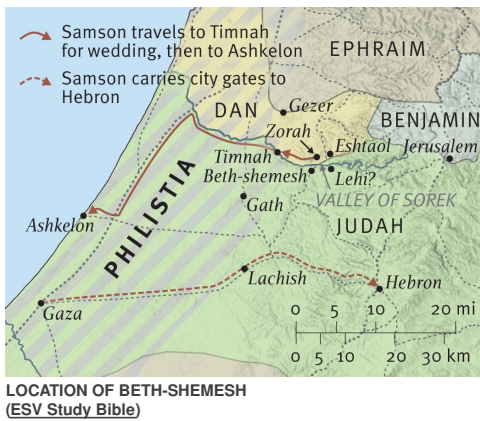 Samson travels to Timnah
for wedding, then to Ashkelon
Samson carries city gates to
Hebron
EPHRAIM
DAN
Gezer
BENJAMIN
Zorah
Eshtaol
Jerusalem
Timnah
Beth-shemesh
Lehi?
VALLEY OF SOREK
Gath
JUDAH
PHILISTIA
Ashkelon
Lachish
Hebron
Gaza
0 5 10 20 mi
0 5 10 20 30 km
LOCATION OF BETH-SHEMESH
(ESV Study Bible)